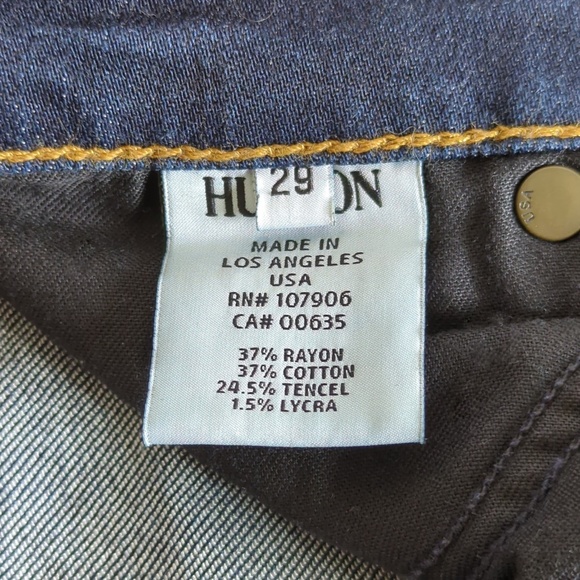 29
HU ON
MADE IN
LOS ANGELES
USA
RN# 107906
CA# 00635
37% RAYON
37% COTTON
24.5% TENCEL
1.5% LYCRA
USA